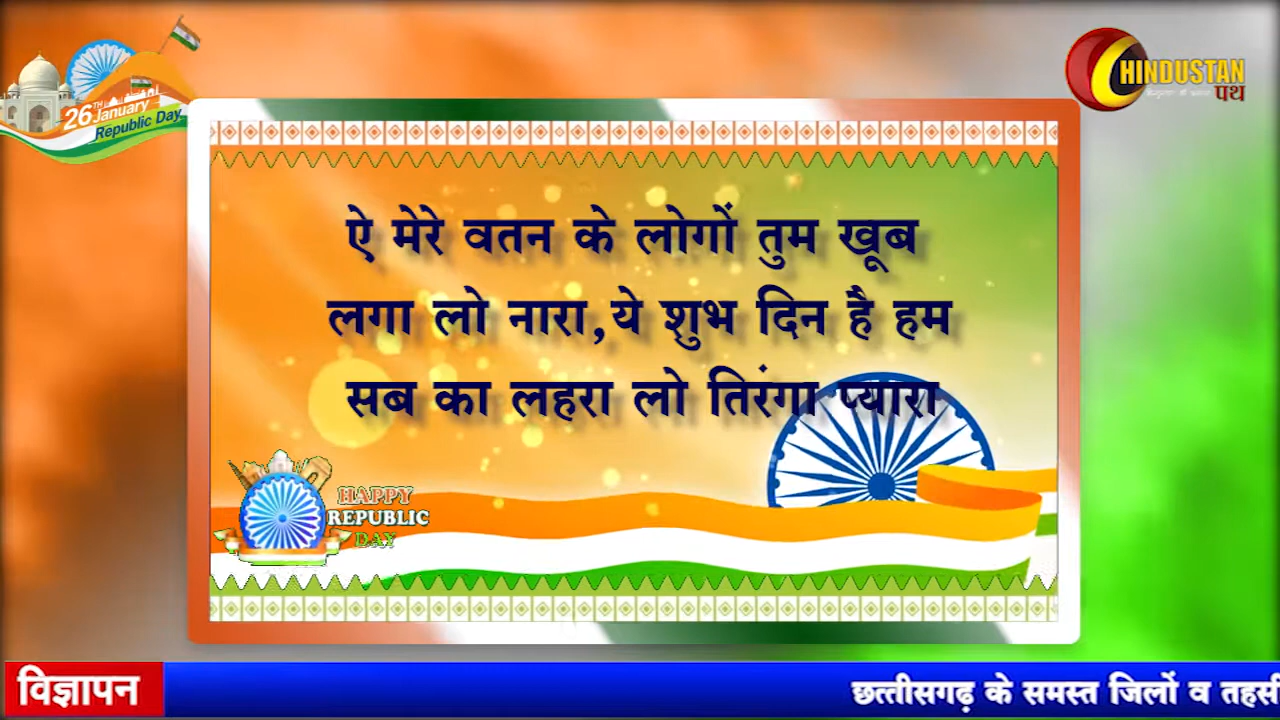 26TH
January
Republic Day
HINDUSTAN
पथ
ऐ मेरे वतन के लोगों तुम खूब
लगा लो नारा,ये शुभ दिन है हम
सब का लहरा लो तिरंगा प्यारा
HAPPY
REPUBLIC
DAY
विज्ञापन
छत्तीसगढ़ के समस्त जिलों व तहसी